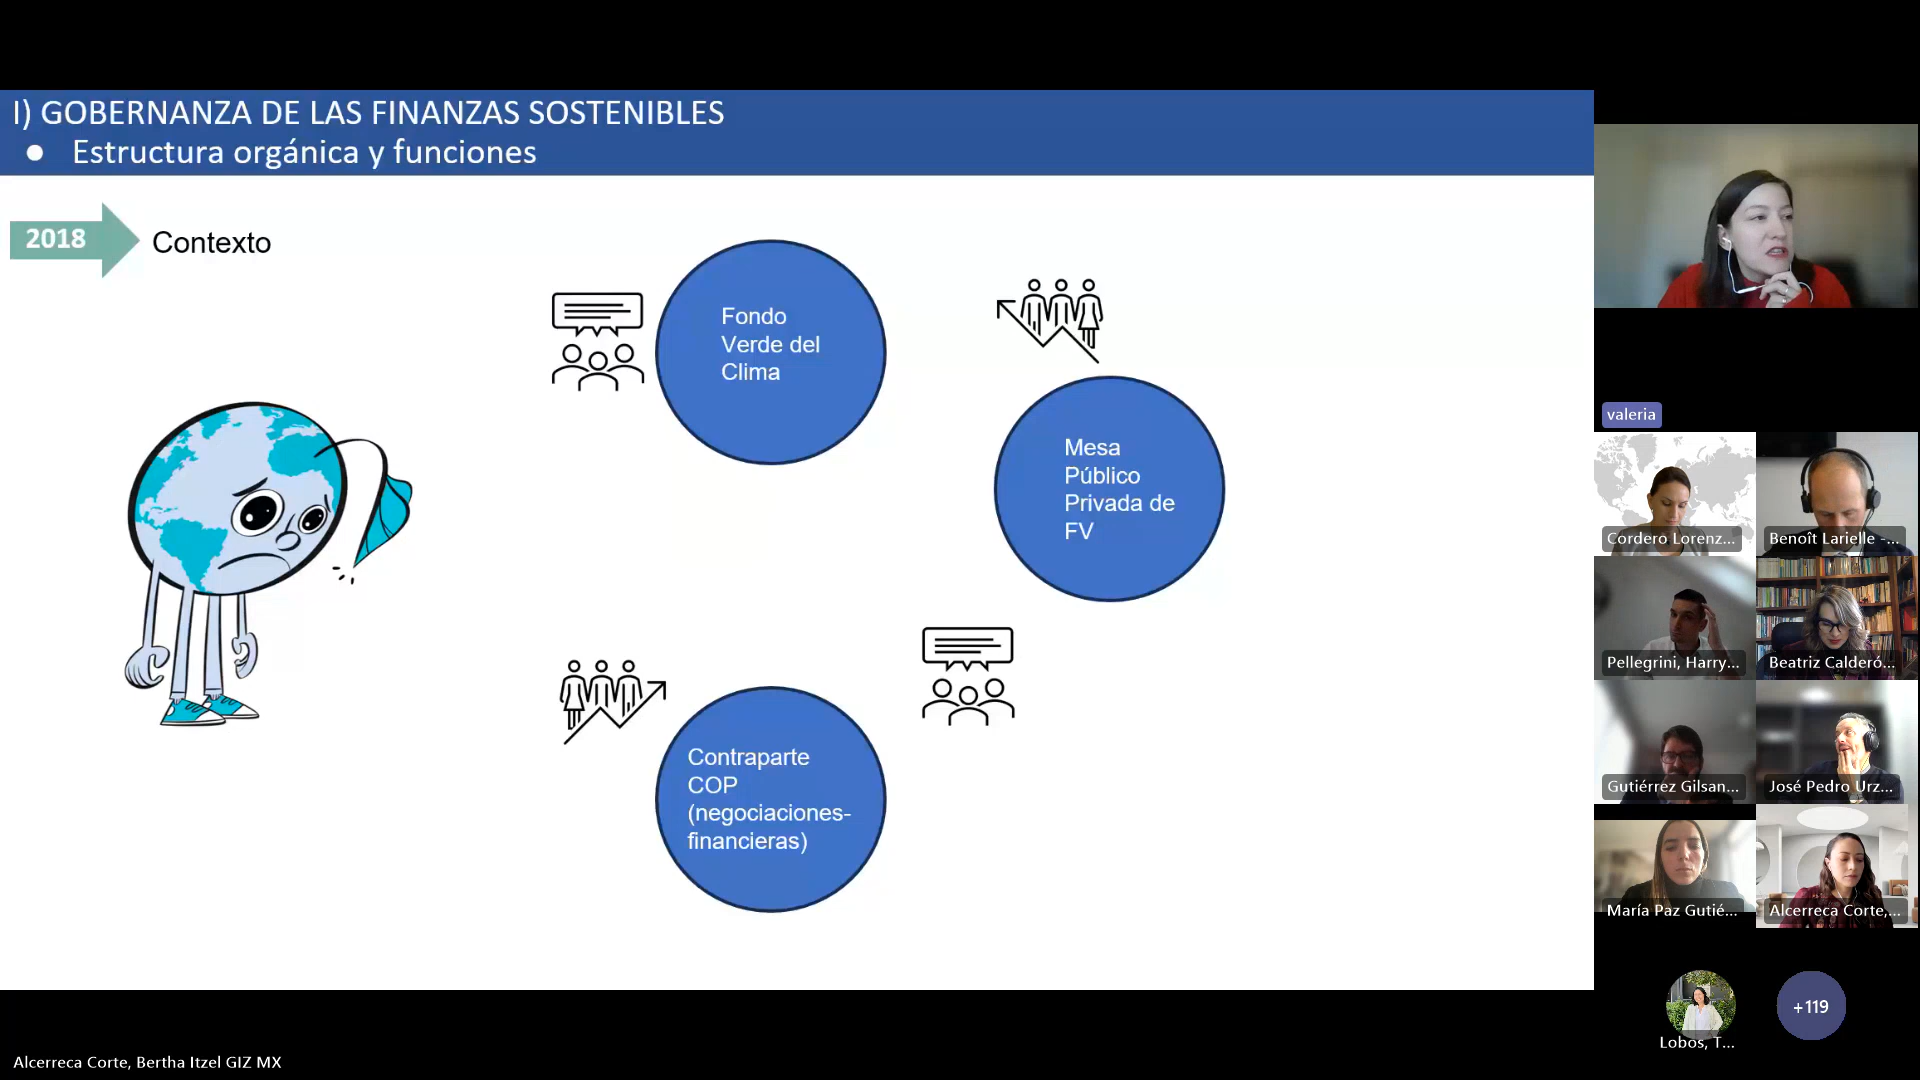 I) GOBERNANZA DE LAS FINANZAS SOSTENIBLES
● Estructura orgánica y funciones
2018
Contexto
Fondo
Verde del
Clima
Mesa
Público
Privada de
FV
Contraparte
COP
(negociaciones-
financieras)
valeria
Cordero Lorenz...
Benoît Larielle -...
Pellegrini, Harry...
Beatriz Calderó...
Gutiérrez Gilsan...
José Pedro Urz...
María Paz Gutié...
Alcerreca Corte,...
Lobos, T...
+119
Alcerreca Corte, Bertha Itzel GIZ MX